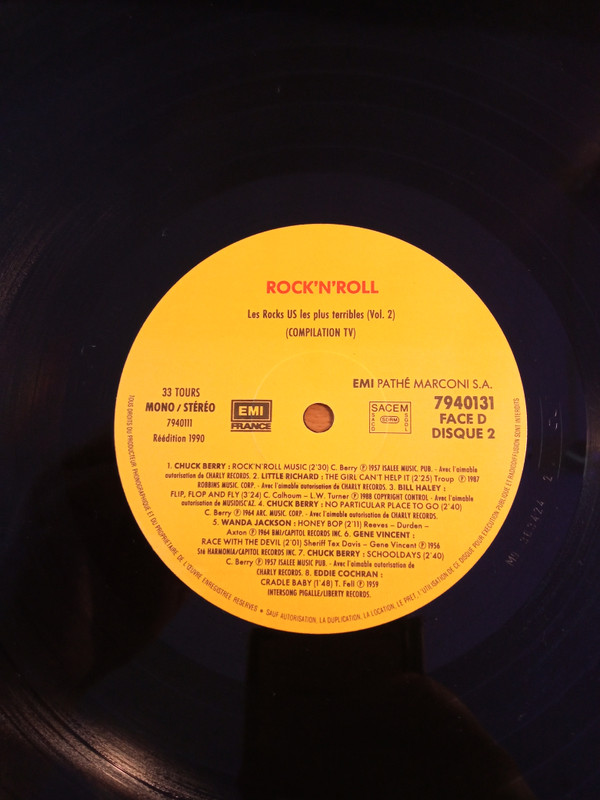 ROCK'N'ROLL
Les Rocks US les plus terribles (Vol. 2)
(COMPILATION TV)
EMI PATHÉ MARCONI S.A.
33 TOURS
MONO / STÉRÉO
7940111
Réédition 1990
EMI
FRANCE
SACEM
SACD
SDRM
SGDL
7940131
FACE D
DISQUE 2
1. CHUCK BERRY : ROCK'N'ROLL MUSIC (2'30) C. Berry Ⓟ 1957 ISALEE MUSIC PUB. - Avec l'aimable
autorisation de CHARLY RECORDS. 2. LITTLE RICHARD : THE GIRL CAN'T HELP IT (2'25) Troup Ⓟ 1987
ROBBINS MUSIC. CORP. - Avec l'aimable autorisation de CHARLY RECORDS. 3. BILL HALEY :
FLIP, FLOP AND FLY (3'24) C. Calhoum - L.W. Turner Ⓟ 1988 COPYRIGHT CONTROL - Avec l'aimable
autorisation de MUSIDISC'AZ. 4. CHUCK BERRY : NO PARTICULAR PLACE TO GO (2'40)
C. Berry Ⓟ 1964 ARC. MUSIC. CORP. - Avec l'aimable autorisation de CHARLY RECORDS.
5. WANDA JACKSON : HONEY BOP (2'11) Reeves - Durden -
Axton Ⓟ 1964 EMI/CAPITOL RECORDS INC. 6. GENE VINCENT :
RACE WITH THE DEVIL (2'01) Sheriff Tex Davis - Gene Vincent Ⓟ 1956
Sté HARMONIA/CAPITOL RECORDS INC. 7. CHUCK BERRY : SCHOOLDAYS (2'40)
C. Berry Ⓟ 1957 ISALEE MUSIC PUB. - Avec l'aimable autorisation de
CHARLY RECORDS. 8. EDDIE COCHRAN :
CRADLE BABY (1'48) T. Fell Ⓟ 1959
INTERSONG PIGALLE/LIBERTY RECORDS.
TOUS DROITS DU PRODUCTEUR PHONOGRAPHIQUE ET DU PROPRIETAIRE DE L'ŒUVRE ENREGISTREE RESERVES ★ SAUF AUTORISATION, LA DUPLICATION, LA LOCATION, LE PRET, L'UTILISATION DE CE DISQUE POUR EXECUTION PUBLIQUE ET RADIODIFFUSION SONT INTERDITS